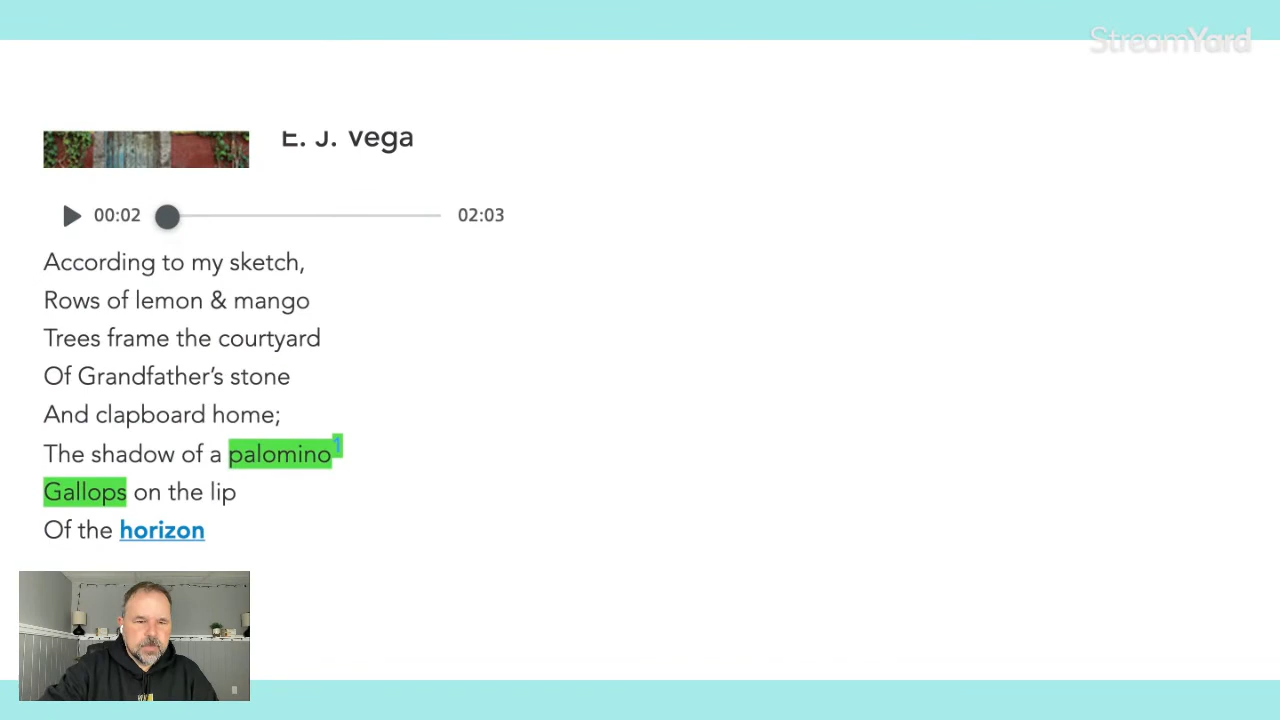 StreamYard
E. J. Vega
00:02
02:03
According to my sketch,
Rows of lemon & mango
Trees frame the courtyard
Of Grandfather’s stone
And clapboard home;
The shadow of a palomino1
Gallops on the lip
Of the horizon